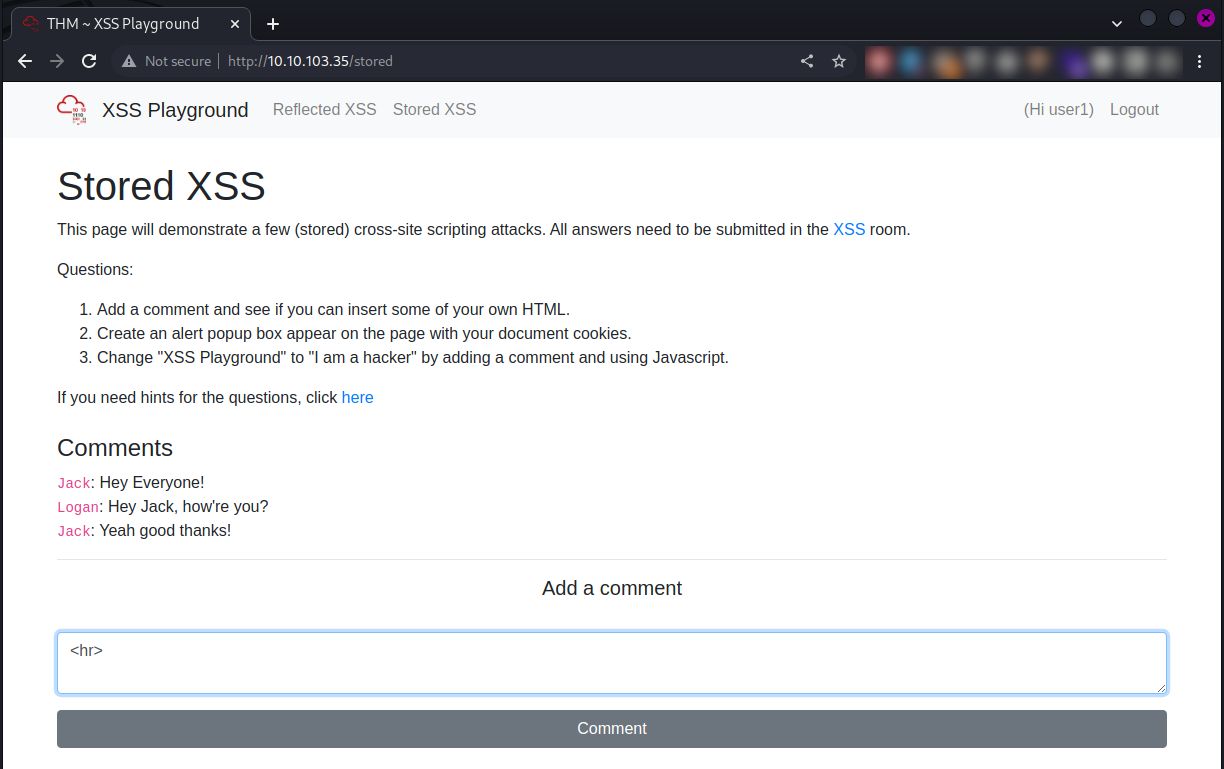 THM ~ XSS Playground
Not secure http://10.10.103.35/stored
XSS Playground Reflected XSS Stored XSS (Hi user1) Logout
Stored XSS
This page will demonstrate a few (stored) cross-site scripting attacks. All answers need to be submitted in the XSS room.
Questions:
1. Add a comment and see if you can insert some of your own HTML.
2. Create an alert popup box appear on the page with your document cookies.
3. Change "XSS Playground" to "I am a hacker" by adding a comment and using Javascript.
If you need hints for the questions, click here
Comments
Jack: Hey Everyone!
Logan: Hey Jack, how're you?
Jack: Yeah good thanks!
Add a comment
<hr>
Comment